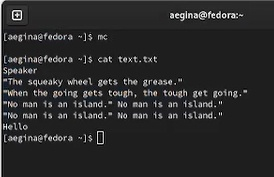 aegina@fedora:~
[aegina@fedora ~]$ mc
[aegina@fedora ~]$ cat text.txt
Speaker
"The squeaky wheel gets the grease."
"When the going gets tough, the tough get going."
"No man is an island." No man is an island."
"No man is an island." No man is an island."
Hello
[aegina@fedora ~]$